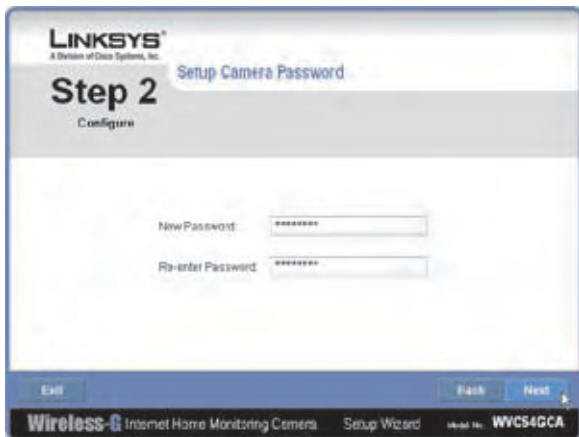 LINKSYS®
A Division of Cisco Systems, Inc.
Setup Camera Password
Step 2
Configure
New Password
********
Re-enter Password
********
Exit
Back
Next
Wireless-G Internet Home Monitoring Camera Setup Wizard Model No. WVC54GCA